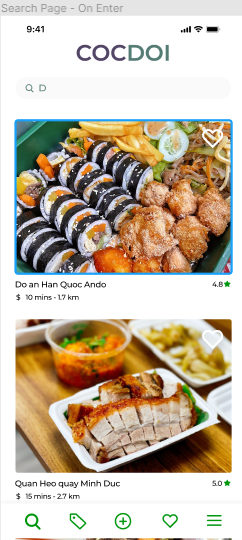 Search Page - On Enter
9:41
COCDOI
D
Do an Han Quoc Ando
4.8
$ 10 mins - 1.7 km
Quan Heo quay Minh Duc
5.0
$ 15 mins - 2.7 km